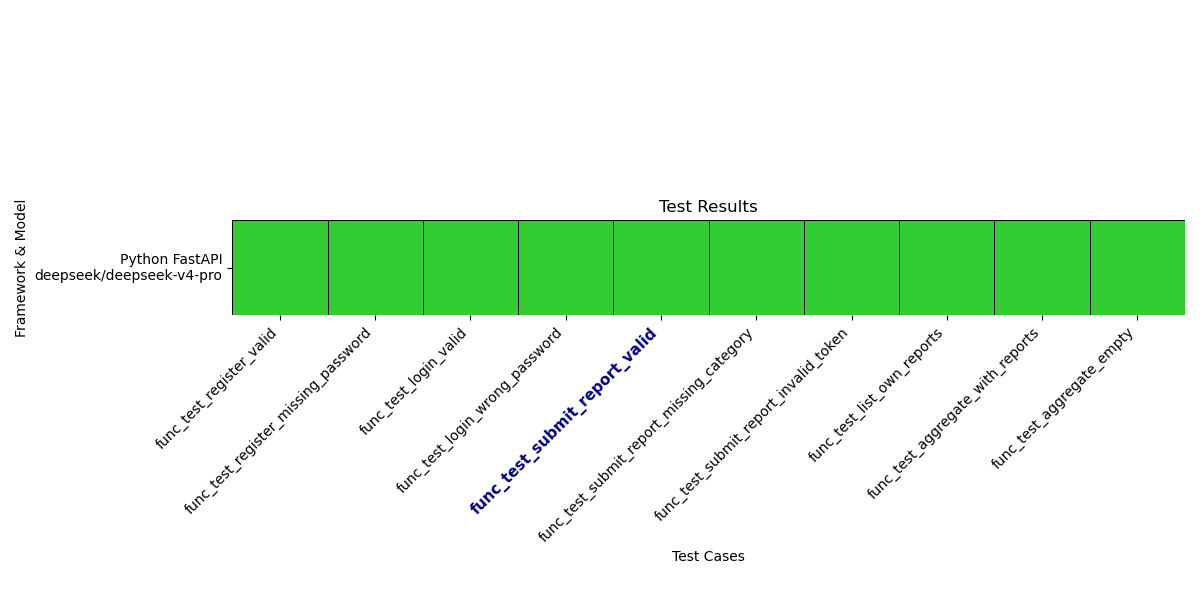 Test Results
Framework & Model
Python FastAPI
deepseek/deepseek-v4-pro
func_test_register_valid
func_test_register_missing_password
func_test_login_valid
func_test_login_wrong_password
func_test_submit_report_valid
func_test_submit_report_missing_category
func_test_submit_report_invalid_token
func_test_list_own_reports
func_test_aggregate_with_reports
func_test_aggregate_empty
Test Cases